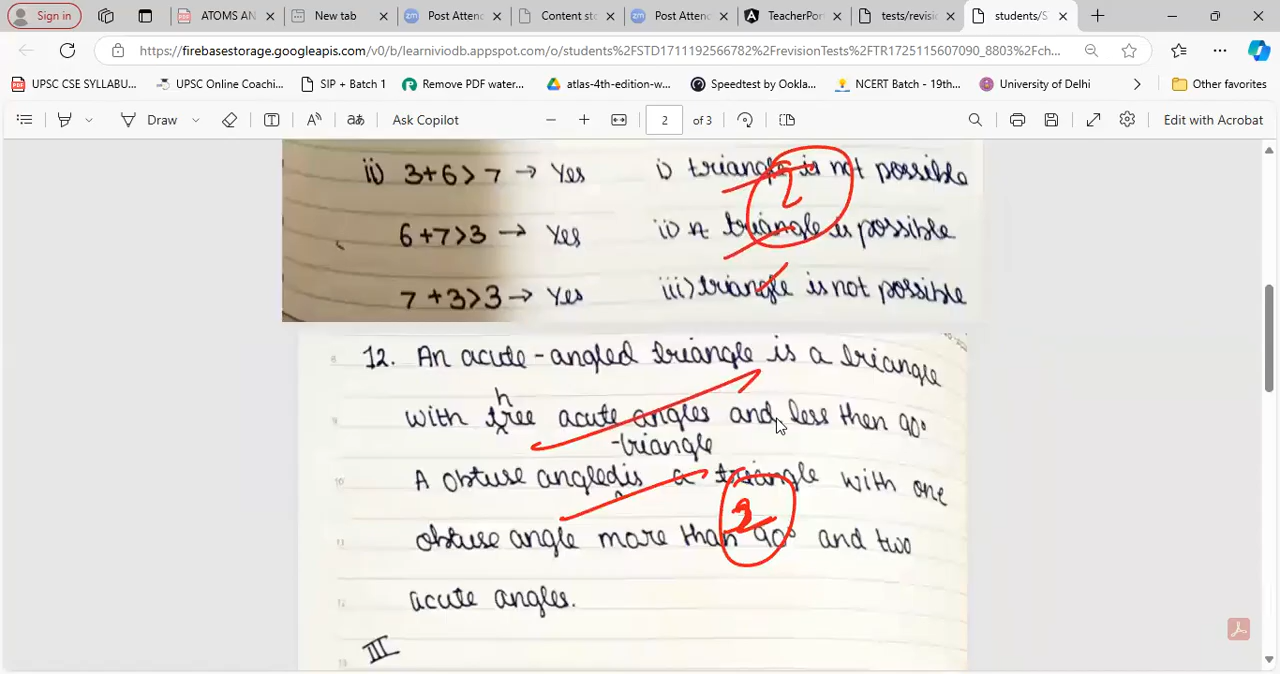 Sign in
ATOMS AN
New tab
Post Attenc
Content sto
Post Attenc
TeacherPor
tests/revisi
students/S
https://firebasestorage.googleapis.com/v0/b/learniviodb.appspot.com/o/students%2FSTD1711192566782%2FrevisionTests%2FTR1725115607090_8803%2Fch...
UPSC CSE SYLLABU...
UPSC Online Coachi...
SIP + Batch 1
Remove PDF water...
atlas-4th-edition-w...
Speedtest by Ookla...
NCERT Batch - 19th...
University of Delhi
Other favorites
Draw
Ask Copilot
2 of 3
Edit with Acrobat
ii) 3+6>7 → Yes i) triangle is not possible
6+7>3 → Yes ii) A triangle is possible
7+3>3 → Yes iii) triangle is not possible
2
12. An acute-angled triangle is a triangle
with three acute angles and less then 90°
-triangle
A obtuse angled is a triangle with one
obtuse angle more than 90° and two
acute angles.
III